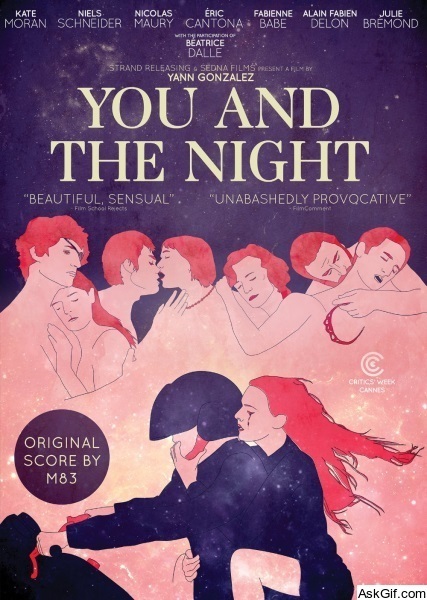 KATE MORAN
NIELS SCHNEIDER
NICOLAS MAURY
ÉRIC CANTONA
FABIENNE BABE
ALAIN FABIEN DELON
JULIE BREMOND
WITH THE PARTICIPATION OF
BÉATRICE
DALLE
STRAND RELEASING & SEDNA FILMS PRESENT A FILM BY
YANN GONZALEZ
YOU AND
THE NIGHT
"BEAUTIFUL, SENSUAL"
- Film School Rejects
"UNABASHEDLY PROVOCATIVE"
- FilmComment
CRITICS' WEEK
CANNES
ORIGINAL
SCORE BY
M83
AskGif.com